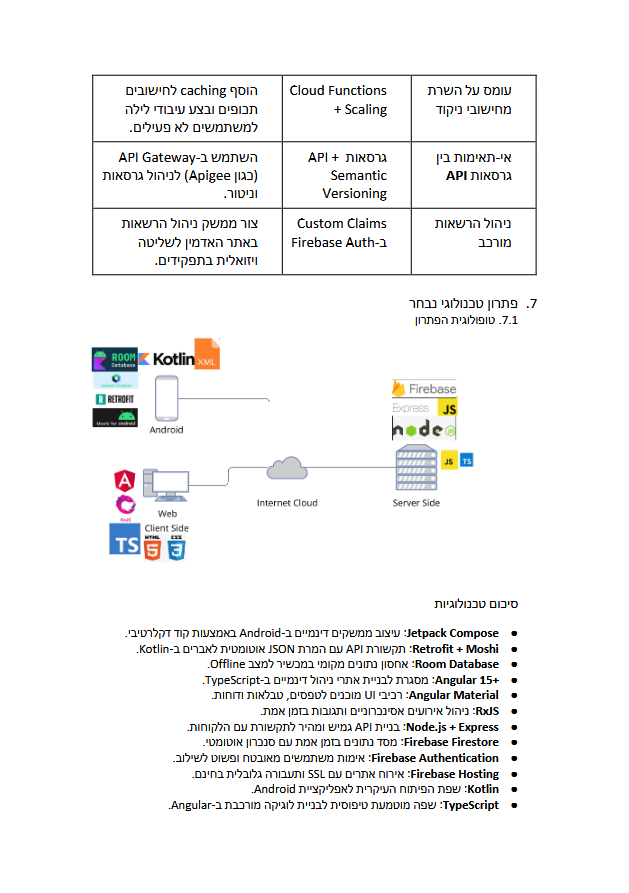 עומס על השרת
מחישובי ניקוד
Cloud Functions
+ Scaling
הוסף caching לחישובים
תכופים ובצע עיבודי לילה
למשתמשים לא פעילים.
אי-תאימות בין
גרסאות API
גרסאות API +
Semantic
Versioning
השתמש ב-API Gateway
(כגון Apigee) לניהול גרסאות
וניטור.
ניהול הרשאות
מורכב
Custom Claims
ב-Firebase Auth
צור ממשק ניהול הרשאות
באתר האדמין לשליטה
ויזואלית בתפקידים.
7. פתרון טכנולוגי נבחר
7.1. טופולוגית הפתרון
ROOM
Database
Kotlin
XML
RETROFIT
Made for android
Android
Firebase
Express
JS
node
JS
JS
TS
Server Side
Internet Cloud
RxJS
Web
Client Side
TS
HTML
5
CSS
3
סיכום טכנולוגיות
● Jetpack Compose: עיצוב ממשקים דינמיים ב-Android באמצעות קוד דקלרטיבי.
● Retrofit + Moshi: תקשורת API עם המרת JSON אוטומטית לאברים ב-Kotlin.
● Room Database: אחסון נתונים מקומי במכשיר למצב Offline.
● Angular 15+: מסגרת לבניית אתרי ניהול דינמיים ב-TypeScript.
● Angular Material: רכיבי UI מוכנים לטפסים, טבלאות ודוחות.
● RxJS: ניהול אירועים אסינכרוניים ותגובות בזמן אמת.
● Node.js + Express: בניית API גמיש ומהיר לתקשורת עם הלקוחות.
● Firebase Firestore: מסד נתונים בזמן אמת עם סנכרון אוטומטי.
● Firebase Authentication: אימות משתמשים מאובטח ופשוט לשילוב.
● Firebase Hosting: אירוח אתרים עם SSL ותעבורה גלובלית בחינם.
● Kotlin: שפת הפיתוח העיקרית לאפליקציית Android.
● TypeScript: שפה מוטמעת טיפוסית לבניית לוגיקה מורכבת ב-Angular.